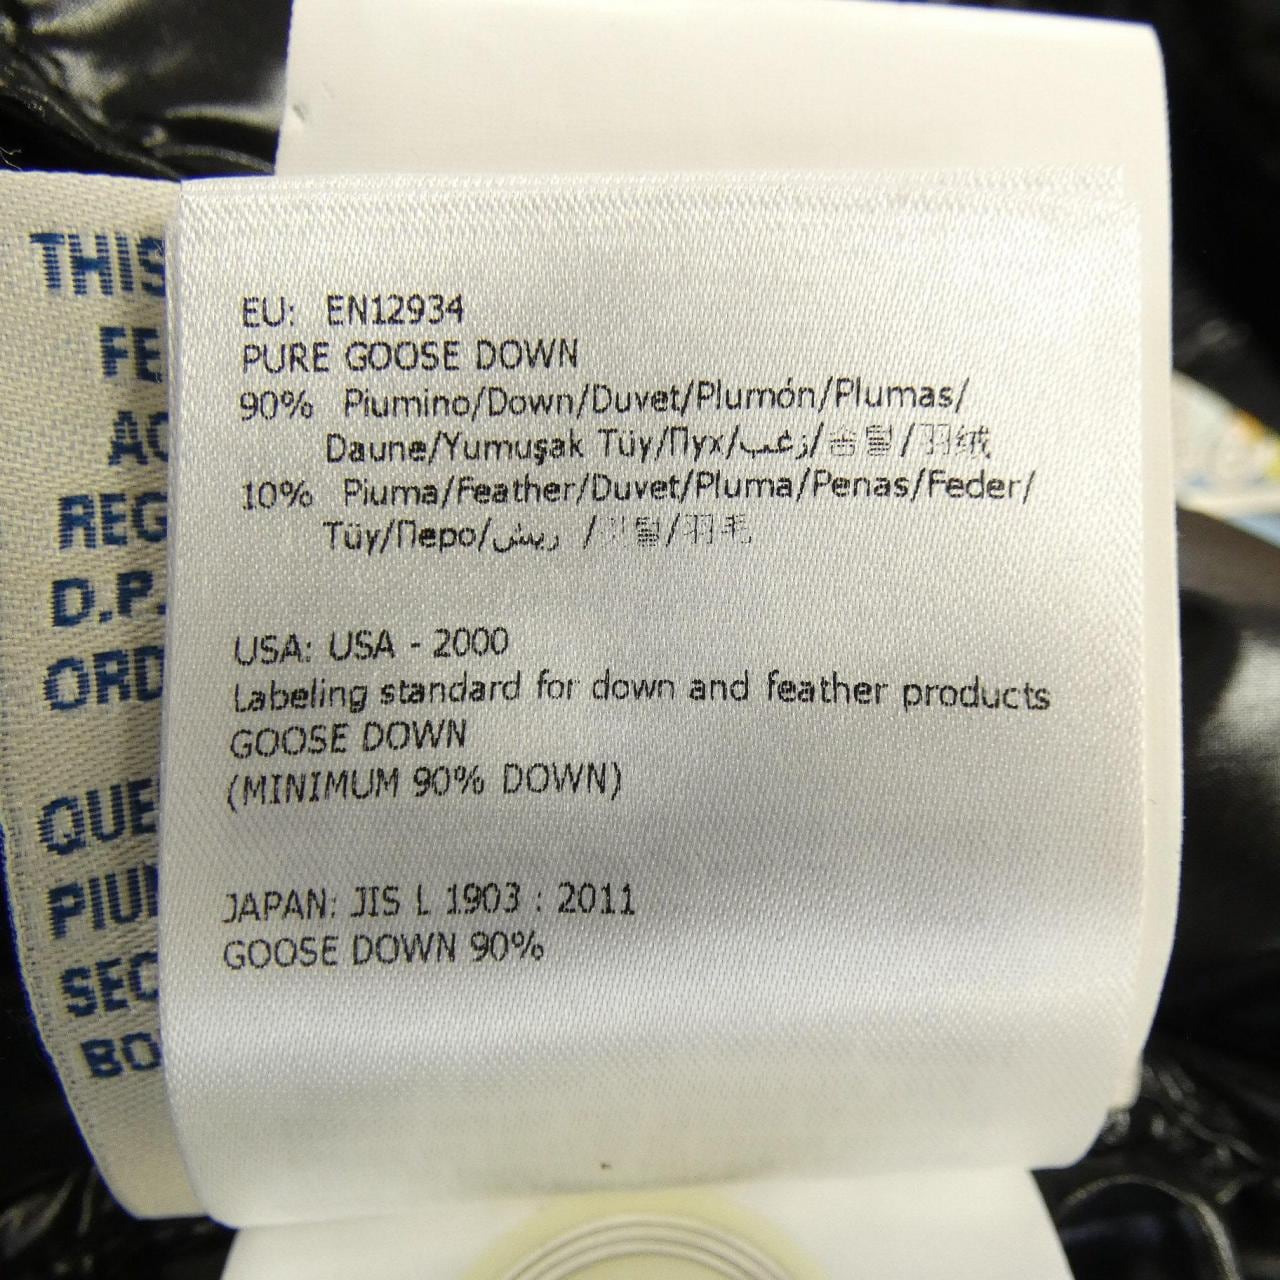 THIS
FE
AC
REG
D.P.
ORD
QUE
PIU
SEC
BO
EU: EN12934
PURE GOOSE DOWN
90% Piumino/Down/Duvet/Plumón/Plumas/
Daune/Yumuşak Tüy/Пух/زغب/솜털/羽绒
10% Piuma/Feather/Duvet/Pluma/Penas/Feder/
Tüy/Перо/ريش /깃털/羽毛
USA: USA - 2000
Labeling standard for down and feather products
GOOSE DOWN
(MINIMUM 90% DOWN)
JAPAN: JIS L 1903 : 2011
GOOSE DOWN 90%